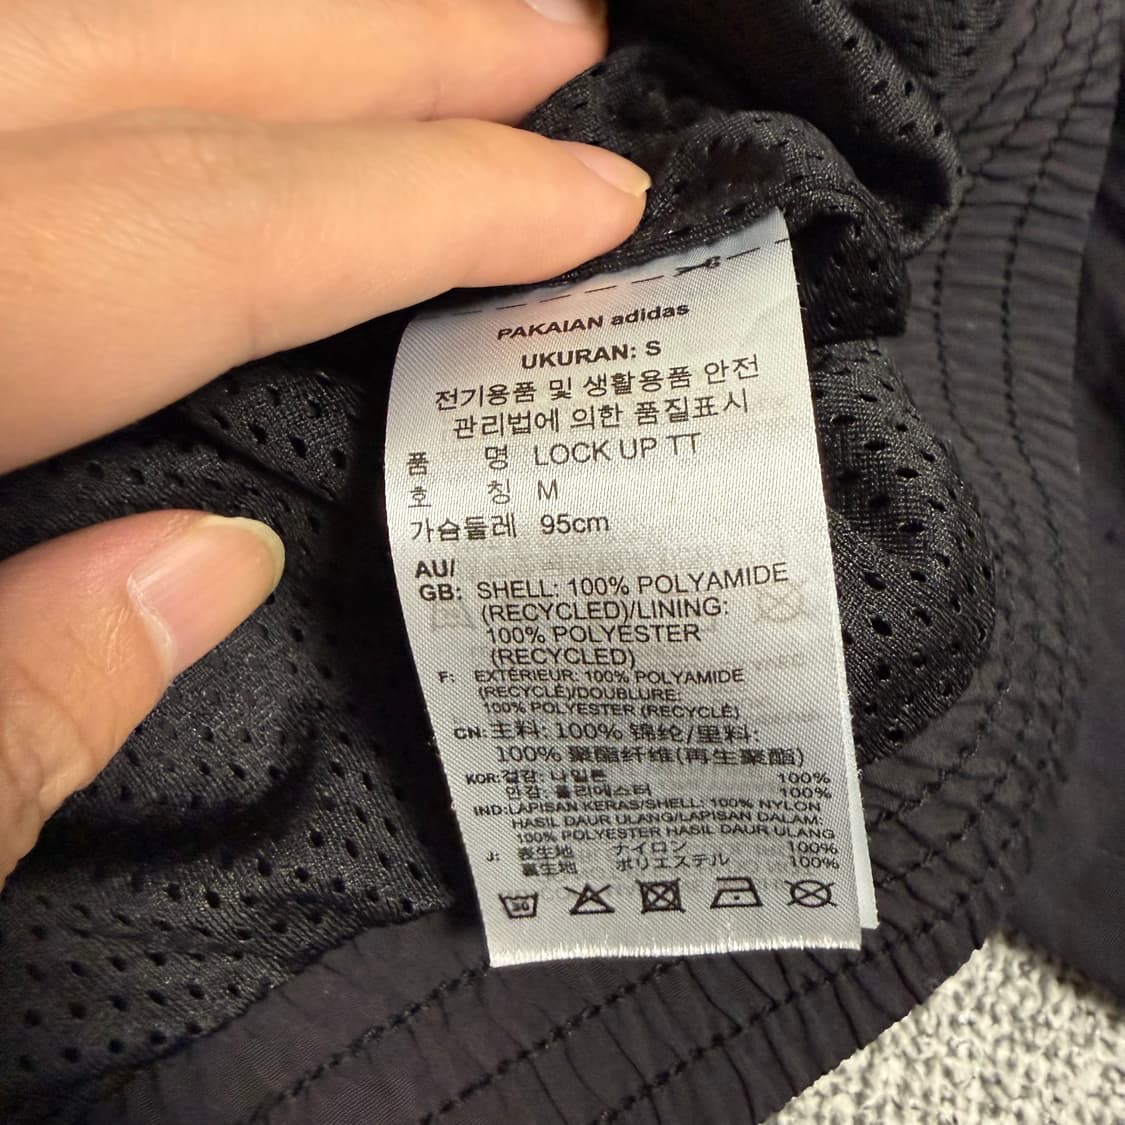 PAKAIAN adidas
UKURAN: S
전기용품 및 생활용품 안전
관리법에 의한 품질표시
품 명 LOCK UP TT
호 칭 M
가슴둘레 95cm
AU/
GB: SHELL: 100% POLYAMIDE
(RECYCLED)/LINING:
100% POLYESTER
(RECYCLED)
F: EXTÉRIEUR: 100% POLYAMIDE
(RECYCLÉ)/DOUBLURE:
100% POLYESTER (RECYCLÉ)
CN: 主料: 100% 锦纶/里料:
100% 聚酯纤维(再生聚酯)
KOR: 겉감: 나일론 100%
안감: 폴리에스터 100%
IND: LAPISAN KERAS/SHELL: 100% NYLON
HASIL DAUR ULANG/LAPISAN DALAM:
100% POLYESTER HASIL DAUR ULANG
J: 表生地 ナイロン 100%
裏生地 ポリエステル 100%
30